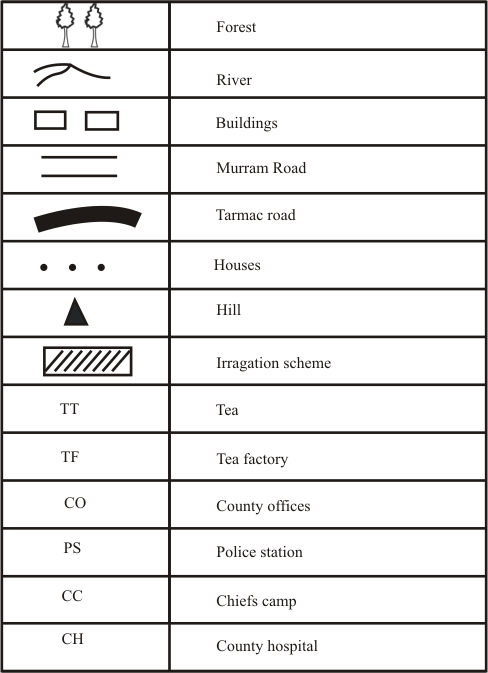 Forest
River
Buildings
Murram Road
Tarmac road
Houses
Hill
Irragation scheme
TT Tea
TF Tea factory
CO County offices
PS Police station
CC Chiefs camp
CH County hospital